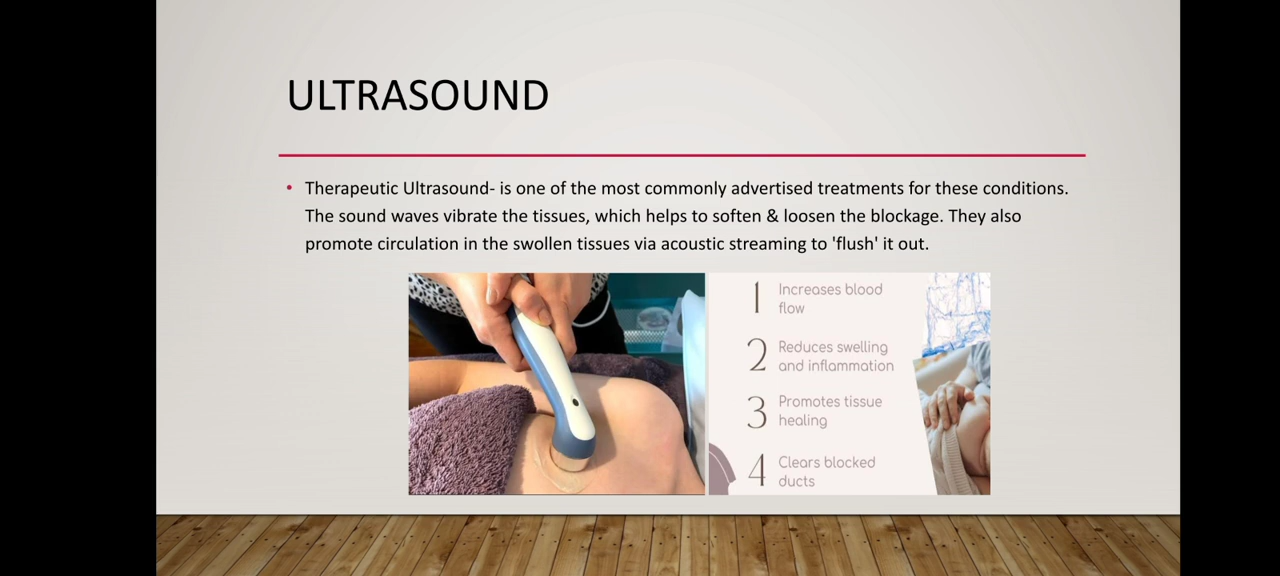 ULTRASOUND
• Therapeutic Ultrasound- is one of the most commonly advertised treatments for these conditions.
The sound waves vibrate the tissues, which helps to soften & loosen the blockage. They also
promote circulation in the swollen tissues via acoustic streaming to 'flush' it out.
1 Increases blood
flow
2 Reduces swelling
and inflammation
3 Promotes tissue
healing
4 Clears blocked
ducts